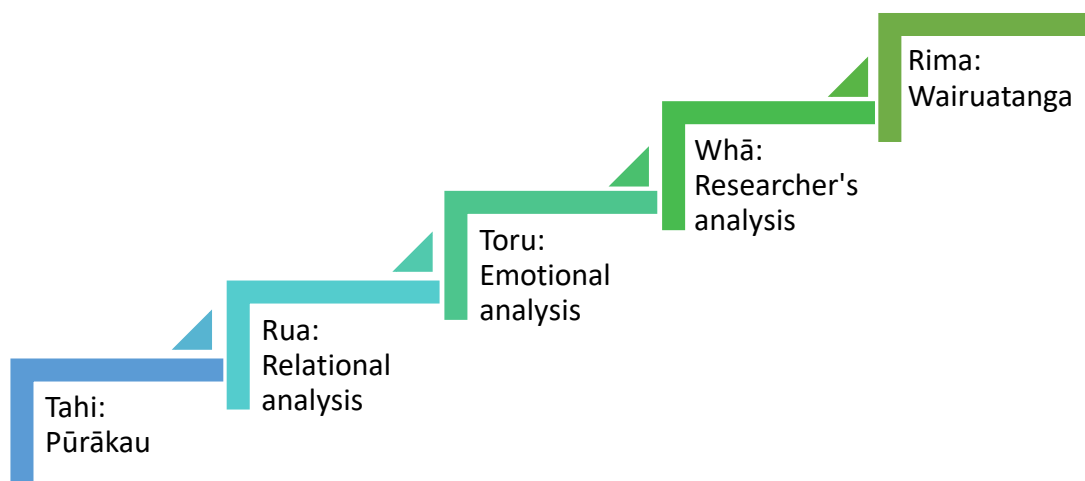 Tahi:
Pūrākau
Rua:
Relational
analysis
Toru:
Emotional
analysis
Whā:
Researcher's
analysis
Rima:
Wairuatanga